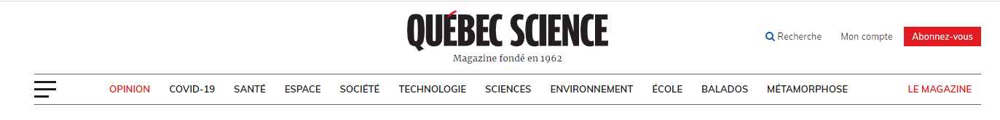 QUÉBEC SCIENCE
Recherche Mon compte Abonnez-vous
Magazine fondé en 1962
OPINION COVID-19 SANTÉ ESPACE SOCIÉTÉ TECHNOLOGIE SCIENCES ENVIRONNEMENT ÉCOLE BALADOS MÉTAMORPHOSE LE MAGAZINE